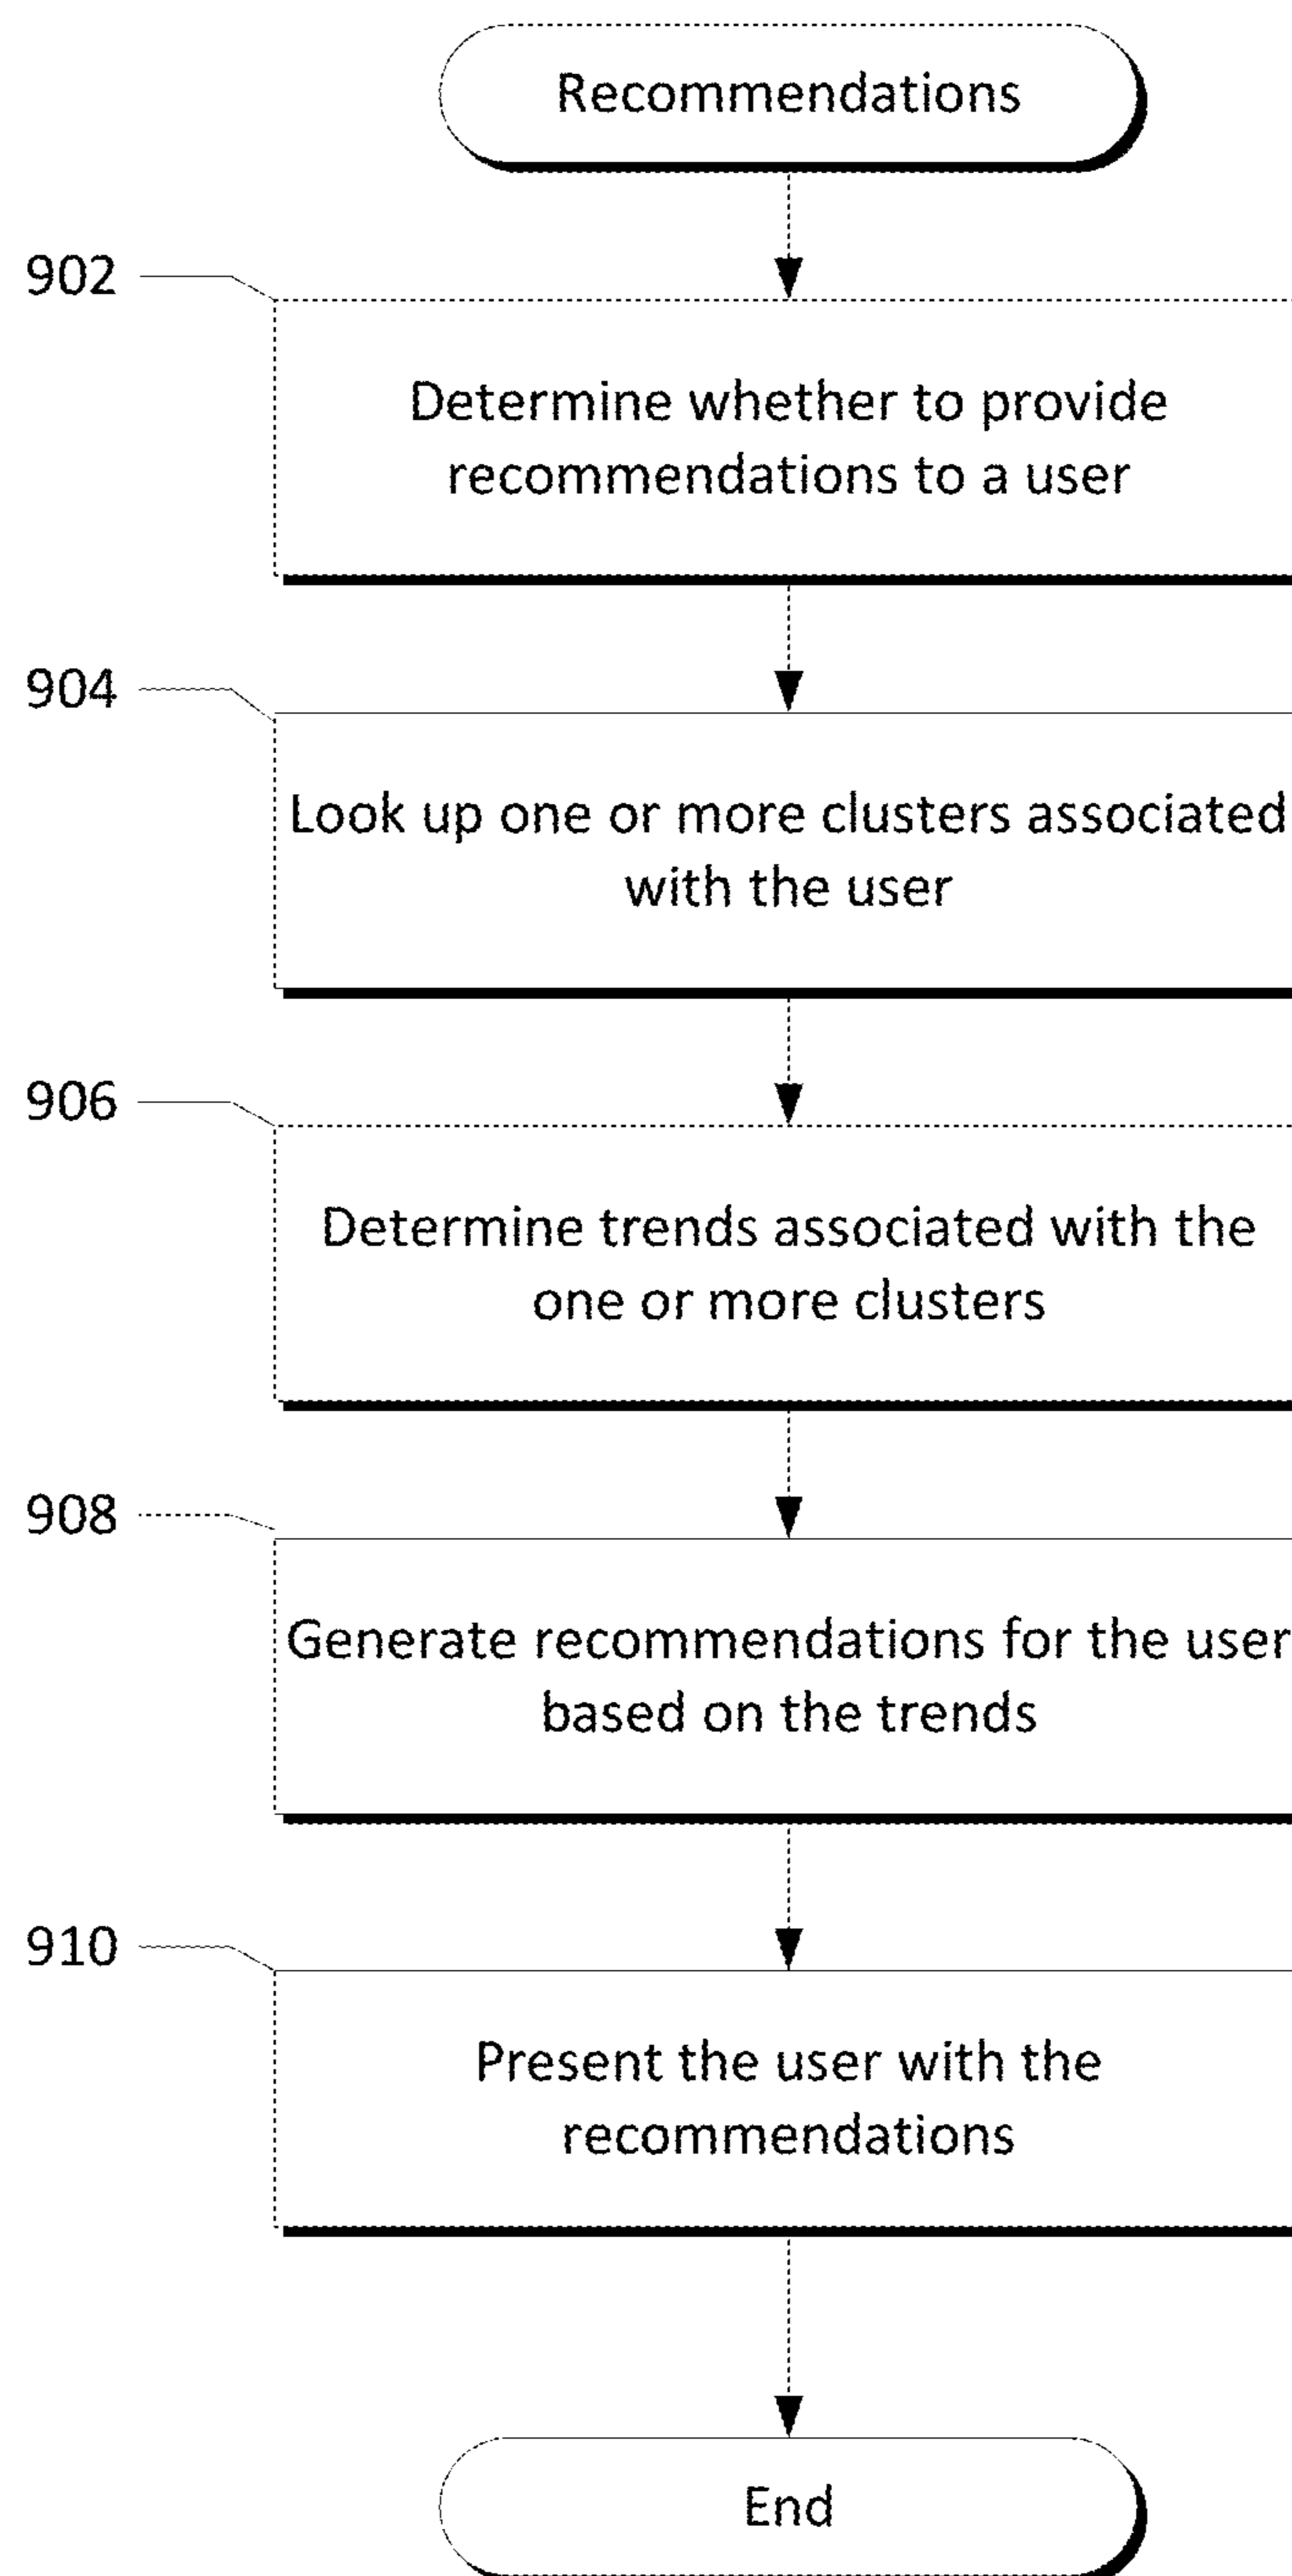 Recommendations
902
Determine whether to provide
recommendations to a user
904
Look up one or more clusters associated
with the user
906
Determine trends associated with the
one or more clusters
908
Generate recommendations for the user
based on the trends
910
Present the user with the
recommendations
End